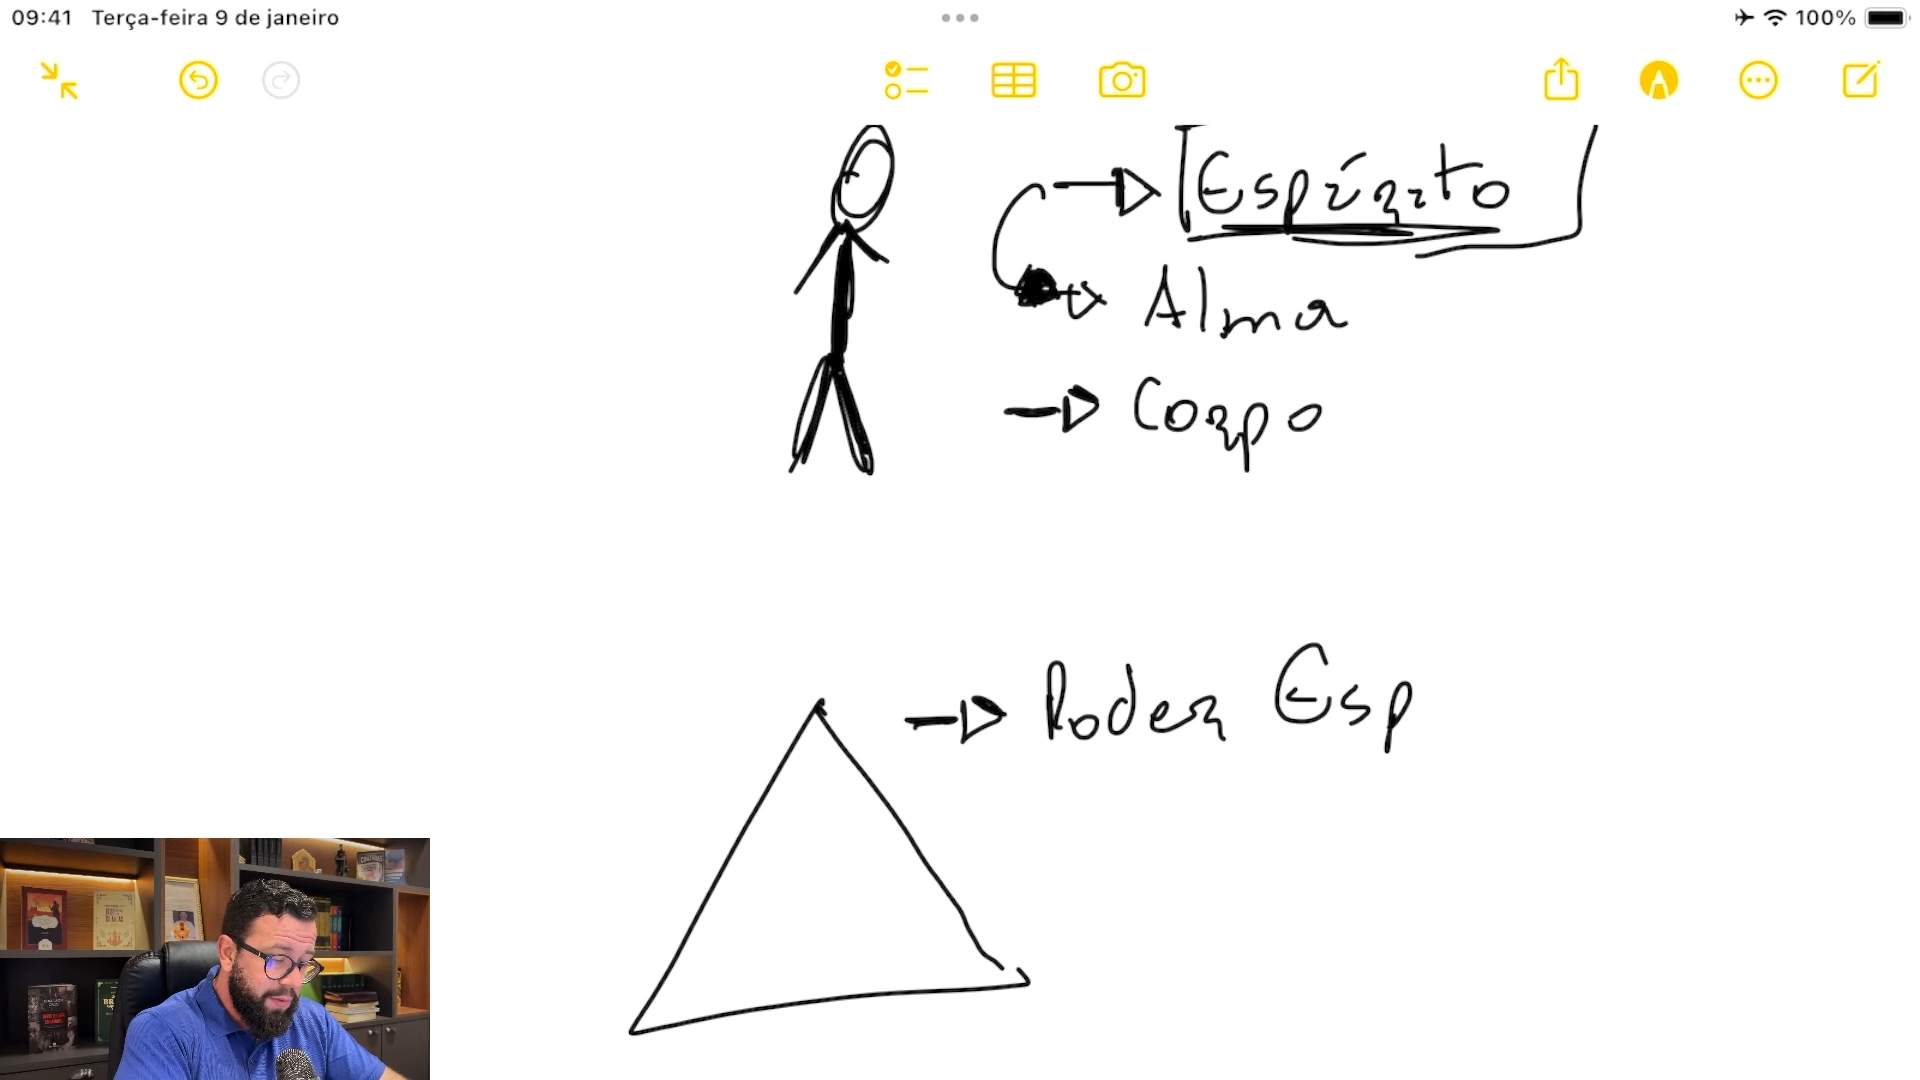 09:41 Terça-feira 9 de janeiro
100%
Espírito
Alma
Corpo
Poder Esp